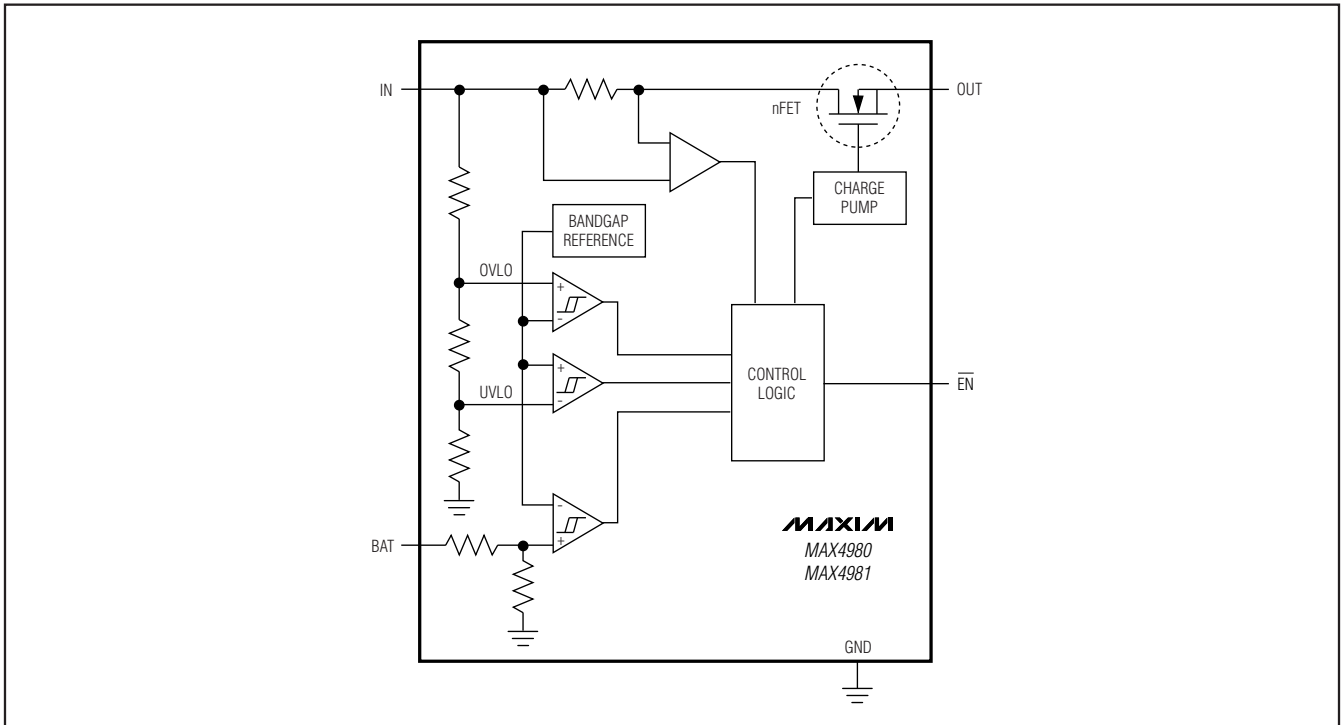 IN
OUT
nFET
CHARGE
PUMP
BANDGAP
REFERENCE
OVLO
+
-
+
CONTROL
LOGIC
EN
UVLO
-
-
MAXIM
+
BAT
MAX4980
MAX4981
GND